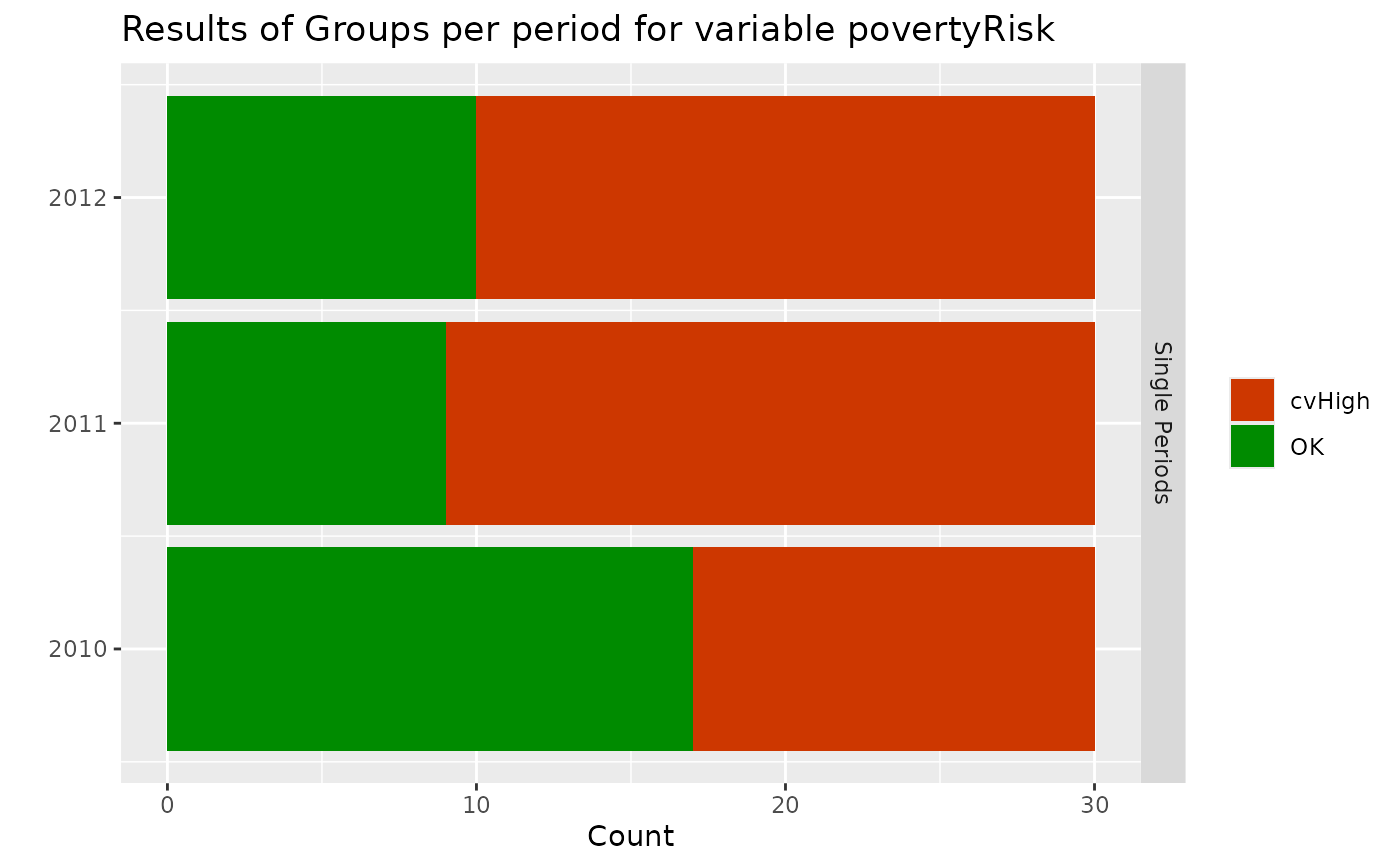 Results of Groups per period for variable povertyRisk
2012
2011
2010
0
10
20
30
Count
Single Periods
cvHigh
OK